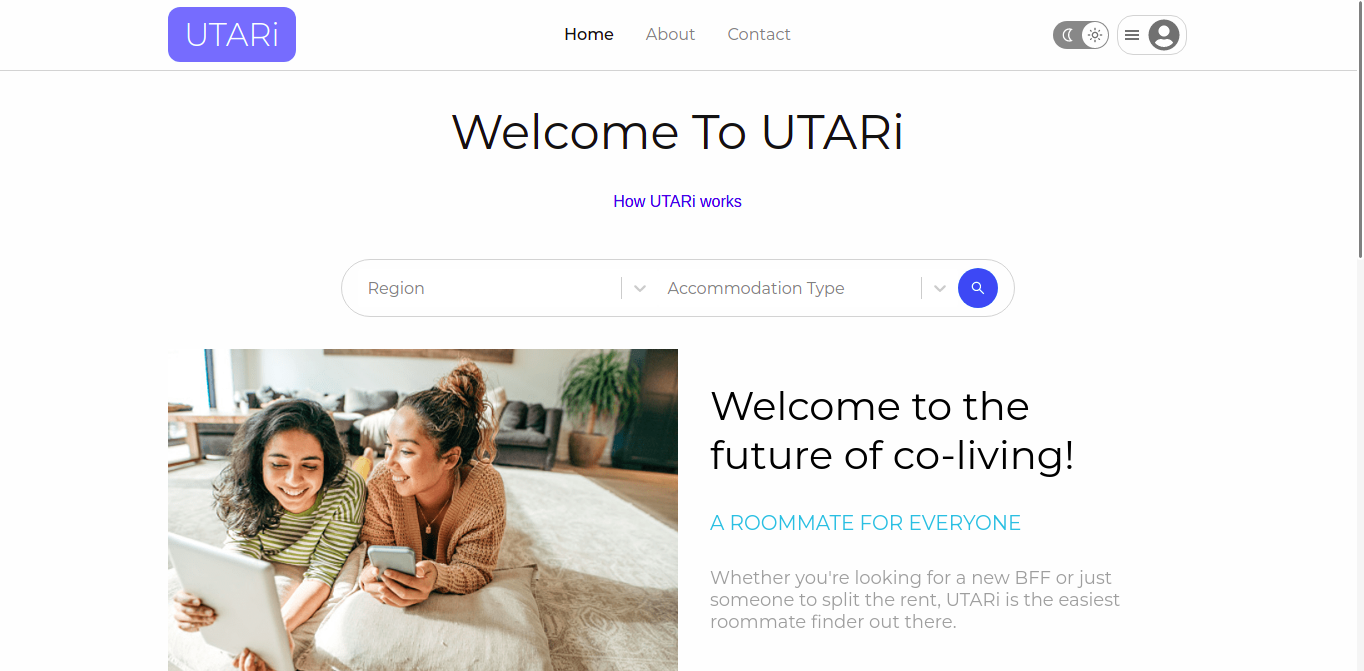 UTARi
Home
About
Contact
Welcome To UTARi
How UTARi works
Region
Accommodation Type
Welcome to the
future of co-living!
A ROOMMATE FOR EVERYONE
Whether you're looking for a new BFF or just
someone to split the rent, UTARi is the easiest
roommate finder out there.